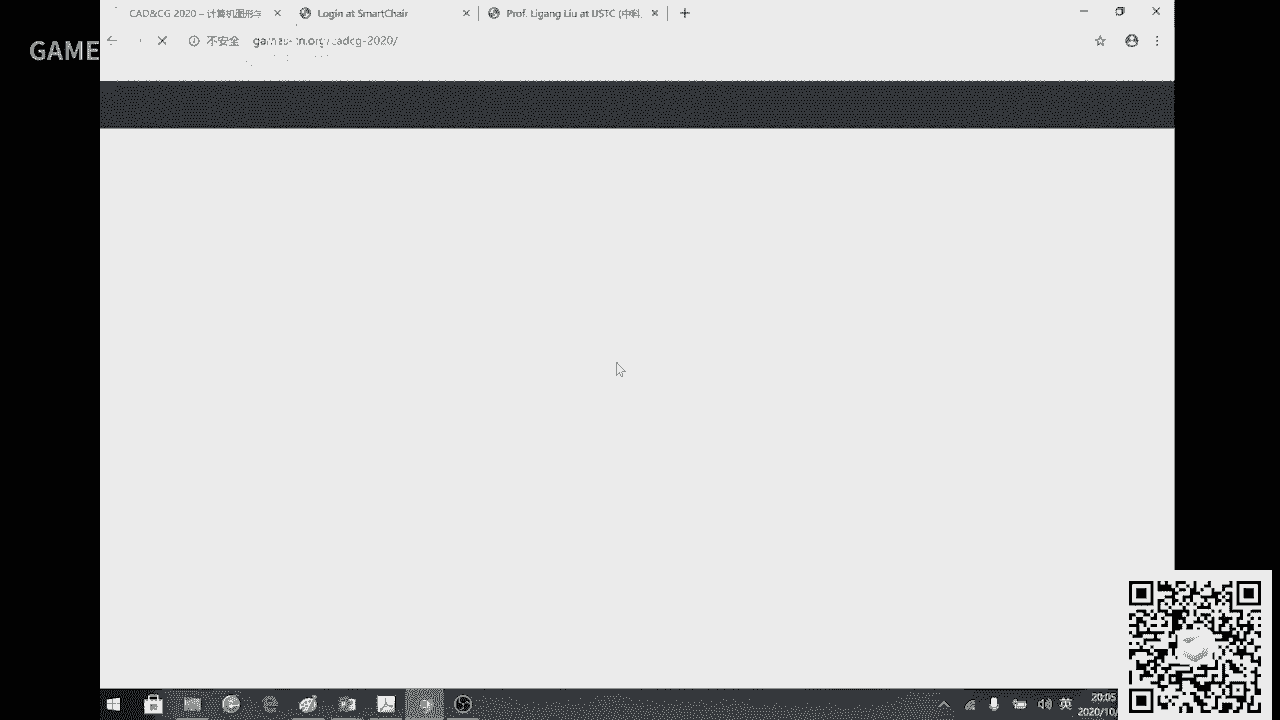 CAD&CG 2020 – 计算机图形学
Login at SmartChair
Prof. Ligang Liu at USTC (中科
不安全
games-cn.org/cadcg-2020/
GAME
英
20:05
2020/10/